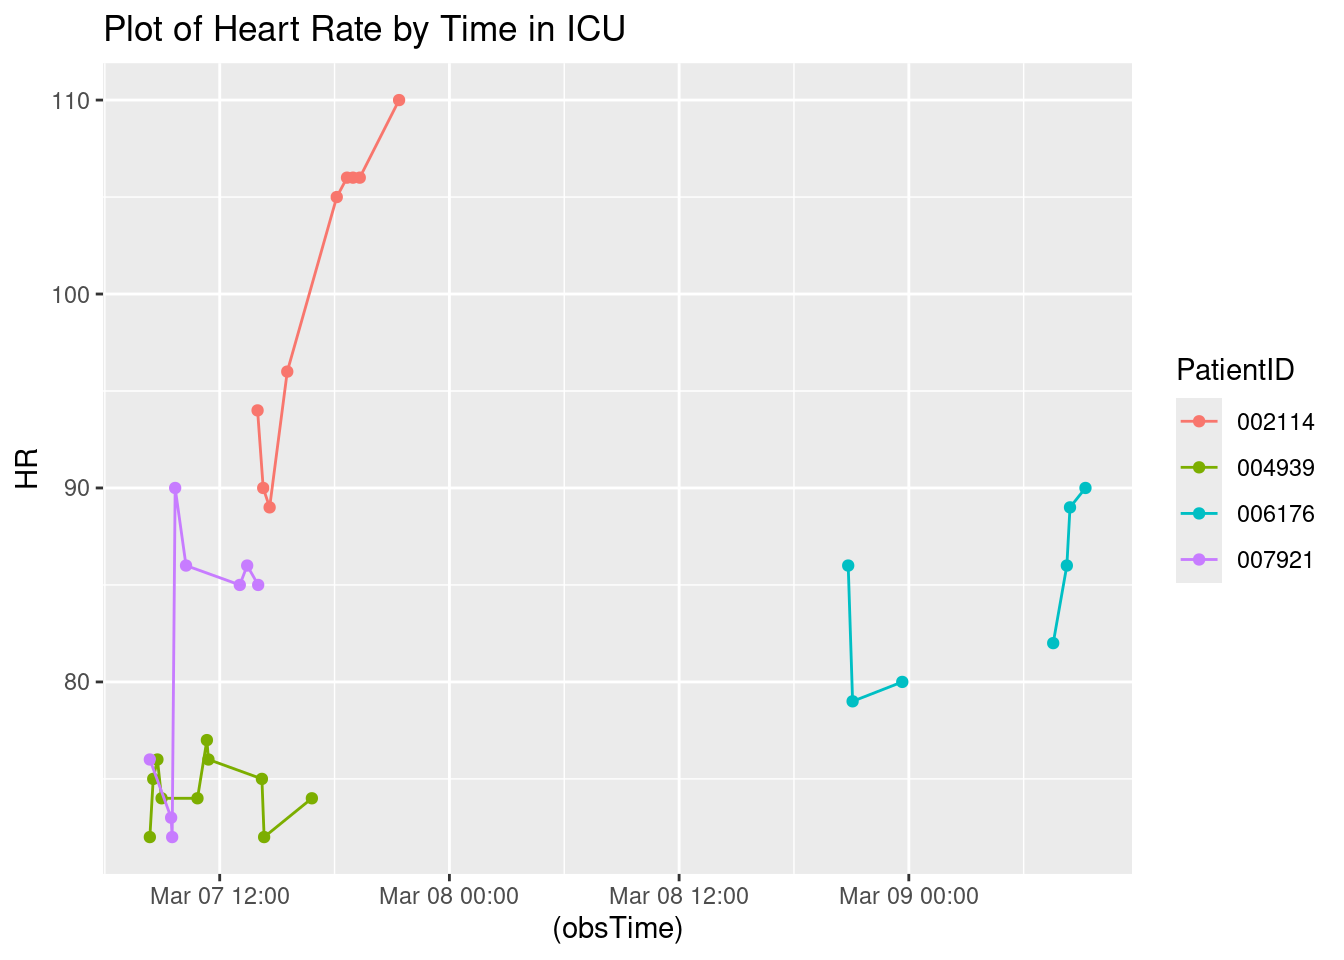 Plot of Heart Rate by Time in ICU
110
100
90
80
HR
Mar 07 12:00
Mar 08 00:00
Mar 08 12:00
Mar 09 00:00
(obsTime)
PatientID
002114
004939
006176
007921